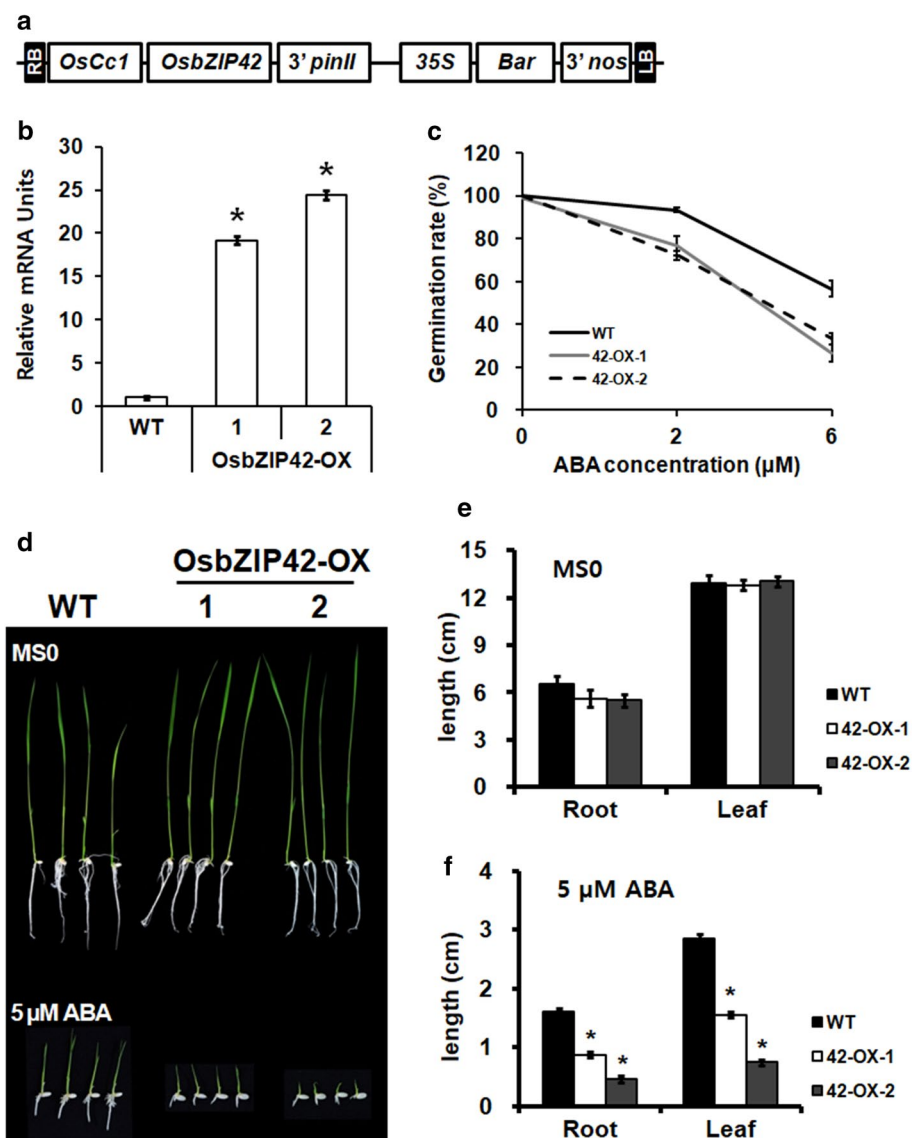 a
RB OsCc1 OsbZIP42 3' pinII 35S Bar 3' nos LB
b
Relative mRNA Units
30
25
20
15
10
5
0
*
*
WT 1 2
OsbZIP42-OX
c
Germination rate (%)
120
100
80
60
40
20
0
WT
42-OX-1
42-OX-2
0 2 6
ABA concentration (µM)
d
OsbZIP42-OX
WT 1 2
MS0
5 µM ABA
e
length (cm)
15
12
9
6
3
0
MS0
WT
42-OX-1
42-OX-2
Root Leaf
f
length (cm)
4
3
2
1
0
5 µM ABA
*
*
*
*
WT
42-OX-1
42-OX-2
Root Leaf